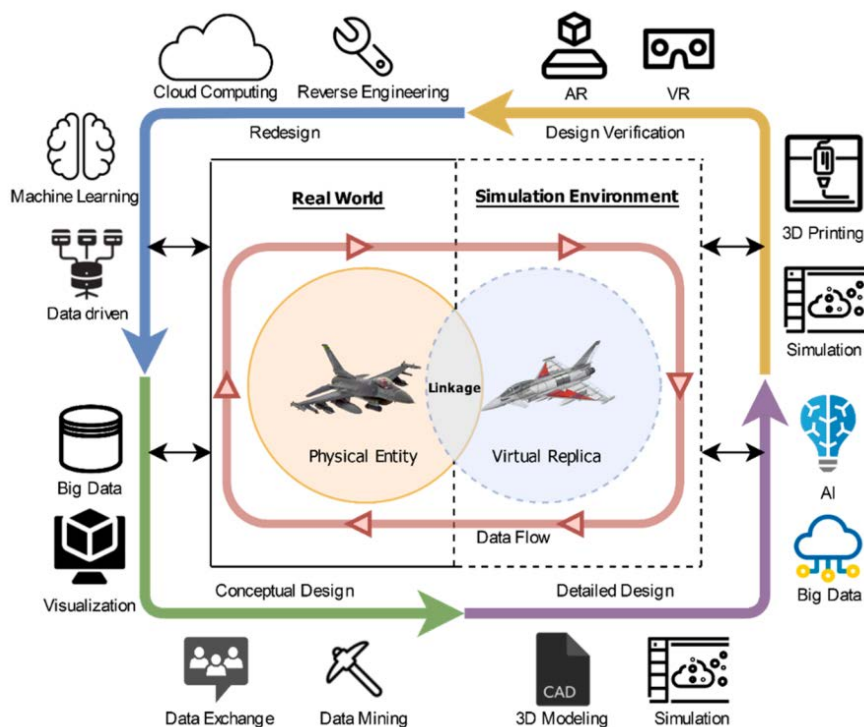 Cloud Computing
Reverse Engineering
AR
VR
Redesign
Design Verification
Machine Learning
Real World
Simulation Environment
3D Printing
Data driven
Simulation
Linkage
Physical Entity
Virtual Replica
Big Data
AI
Data Flow
Visualization
Conceptual Design
Detailed Design
Big Data
CAD
Data Exchange
Data Mining
3D Modeling
Simulation